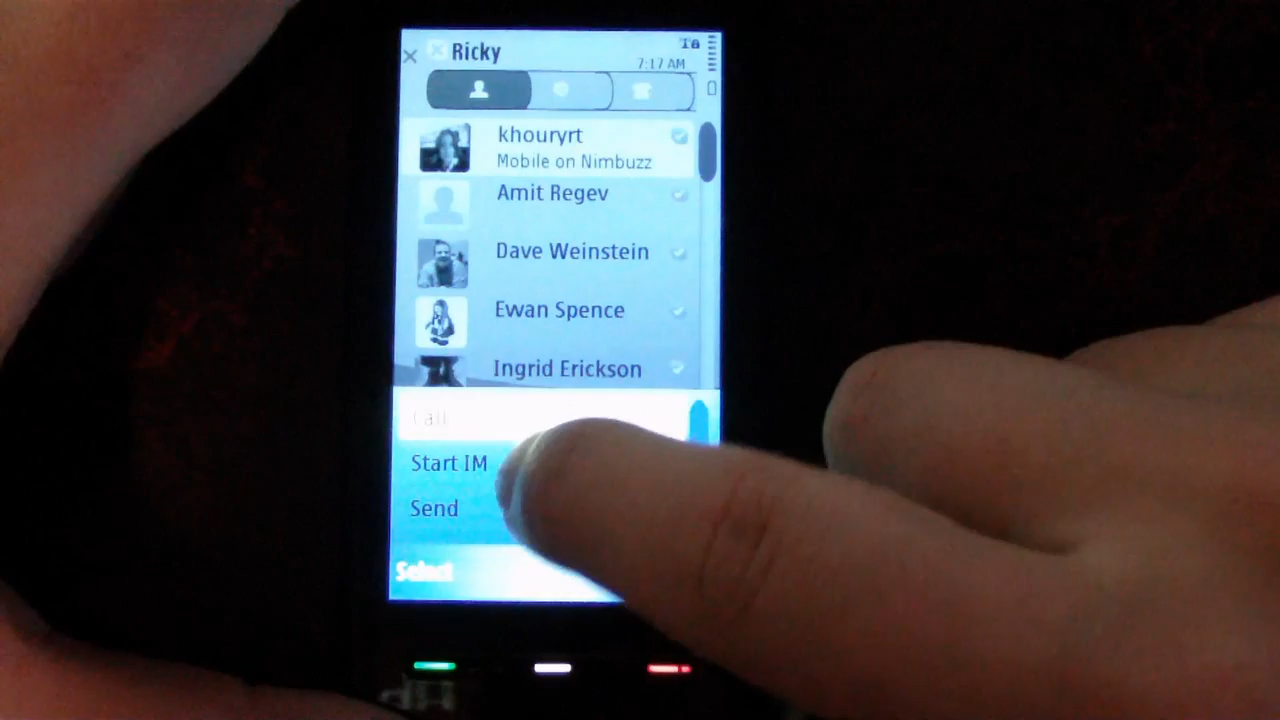 Ricky
7:17 AM
khouryrt
Mobile on Nimbuzz
Amit Regev
Dave Weinstein
Ewan Spence
Ingrid Erickson
Call
Start IM
Send
Select